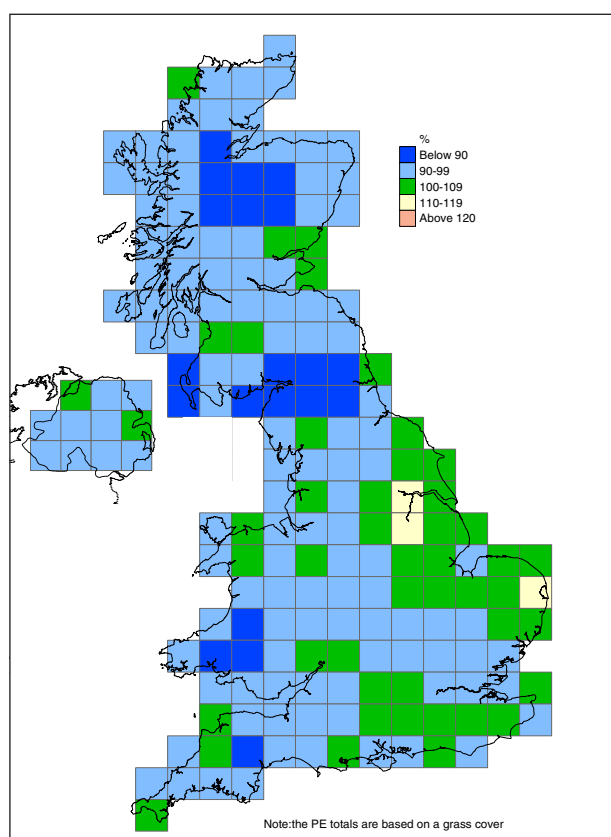 %
Below 90
90-99
100-109
110-119
Above 120
Note:the PE totals are based on a grass cover